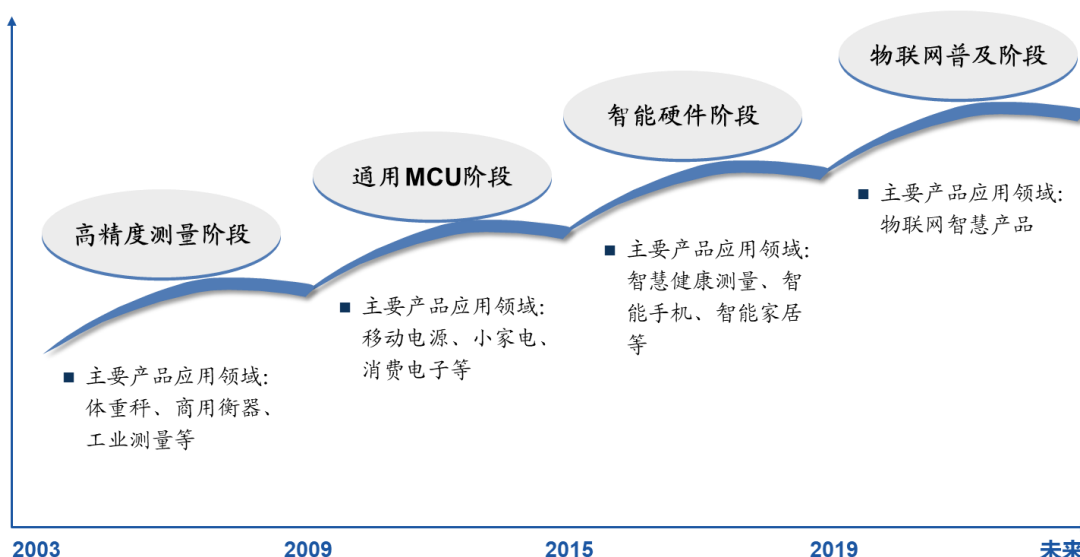 物联网普及阶段
智能硬件阶段
通用MCU阶段
高精度测量阶段
■ 主要产品应用领域:
物联网智慧产品
■ 主要产品应用领域:
智慧健康测量、智
能手机、智能家居
等
■ 主要产品应用领域:
移动电源、小家电、
消费电子等
■ 主要产品应用领域:
体重秤、商用衡器、
工业测量等
2003 2009 2015 2019 未来